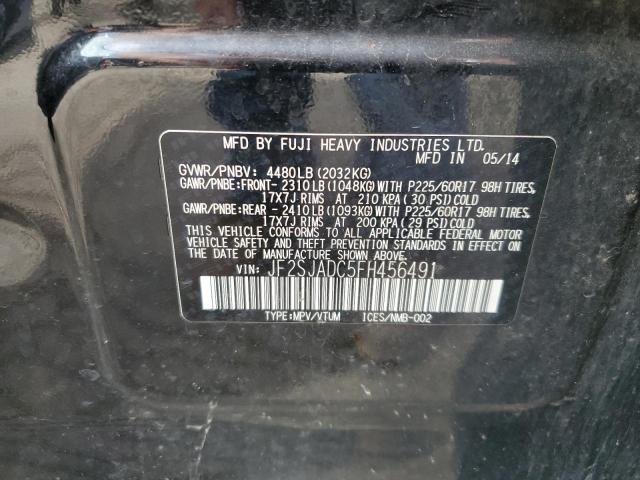 MFD BY FUJI HEAVY INDUSTRIES LTD.
MFD IN 05/14
GVWR/PNBV: 4480LB (2032KG)
GAWR/PNBE:FRONT- 2310LB (1048KG) WITH P225/60R17 98H TIRES,
17X7J RIMS AT 210 KPA (30 PSI) COLD
GAWR/PNBE:REAR - 2410LB (1093KG) WITH P225/60R17 98H TIRES,
17X7J RIMS AT 200 KPA (29 PSI) COLD
THIS VEHICLE CONFORMS TO ALL APPLICABLE FEDERAL MOTOR
VEHICLE SAFETY AND BUMPER STANDARDS IN EFFECT ON
THE DATE OF MANUFACTURE SHOWN ABOVE.
VIN: JF2SJADC5FH456491
TYPE:MPV/VTUM ICES/NMB-002